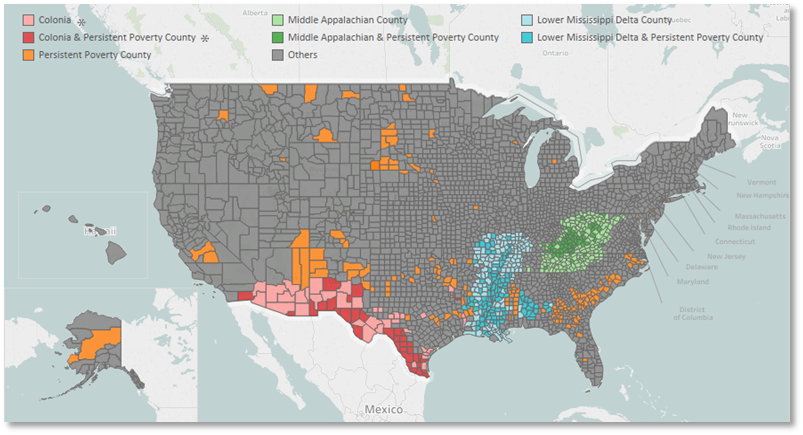 Alberta
Quebec
Colonia *
Middle Appalachian County
Lower Mississippi Delta County
Colonia & Persistent Poverty County *
Middle Appalachian & Persistent Poverty County
Lower Mississippi Delta & Persistent Poverty County
Persistent Poverty County
Others
Ontario
New
Brunswick
Nova
Scotia
Vermont
New Hampshire
Massachusetts
Rhode Island
Connecticut
New Jersey
Delaware
Maryland
District
of Columbia
Mexico